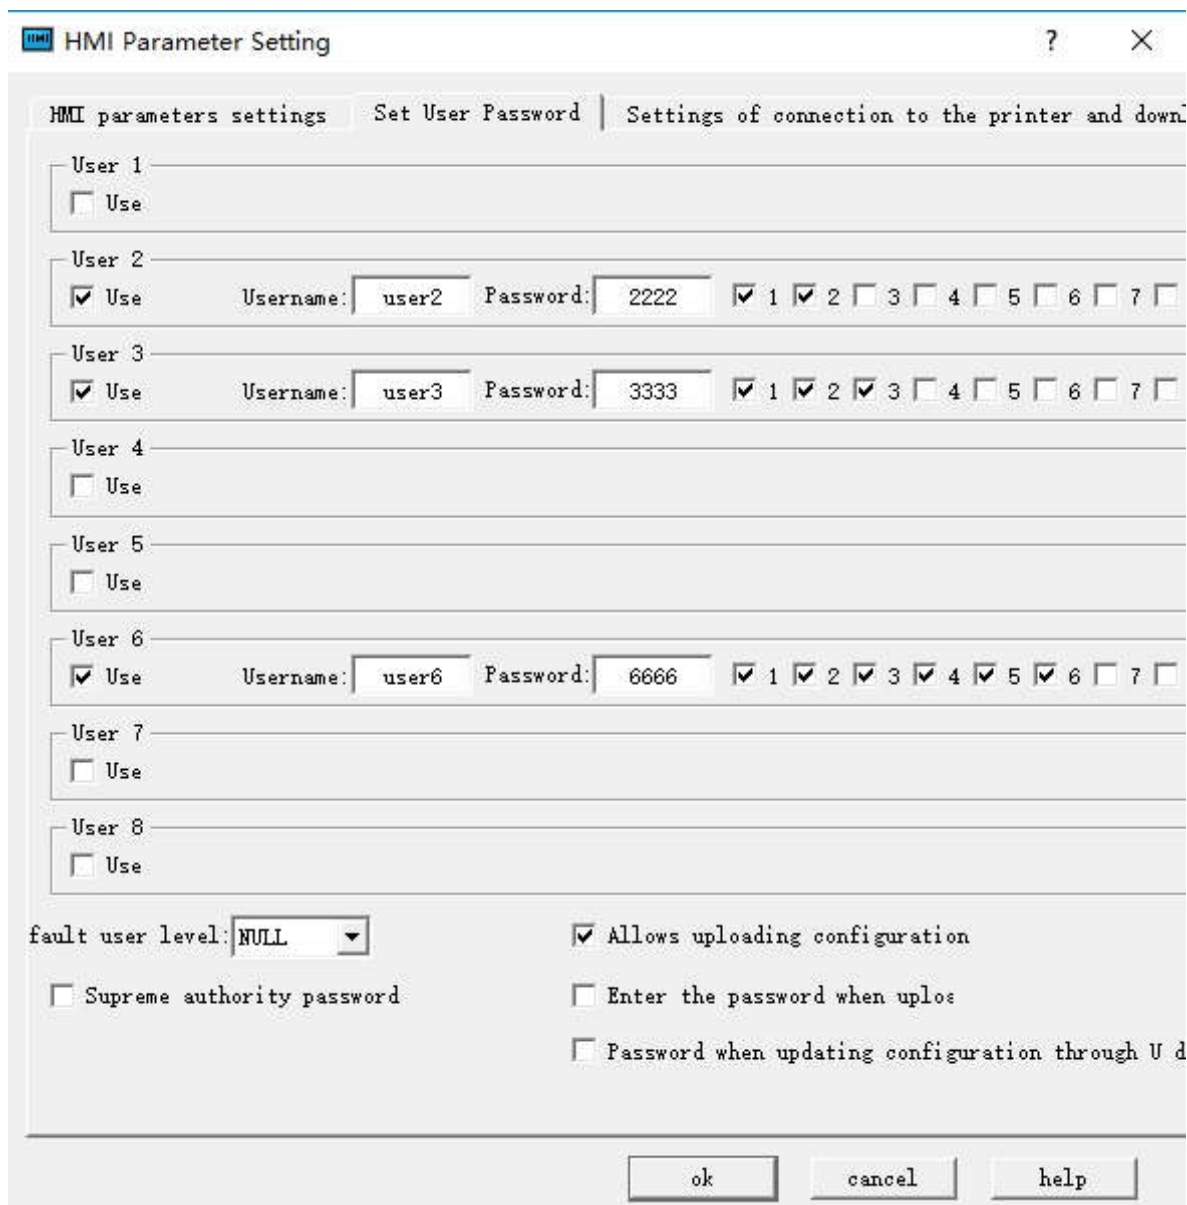 HMI Parameter Setting ? ×
HMI parameters settings Set User Password Settings of connection to the printer and downl
User 1
Use
User 2
Use Username: user2 Password: 2222 1 2 3 4 5 6 7
User 3
Use Username: user3 Password: 3333 1 2 3 4 5 6 7
User 4
Use
User 5
Use
User 6
Use Username: user6 Password: 6666 1 2 3 4 5 6 7
User 7
Use
User 8
Use
fault user level: NULL Allows uploading configuration
Supreme authority password Enter the password when uploa
Password when updating configuration through U d
ok cancel help